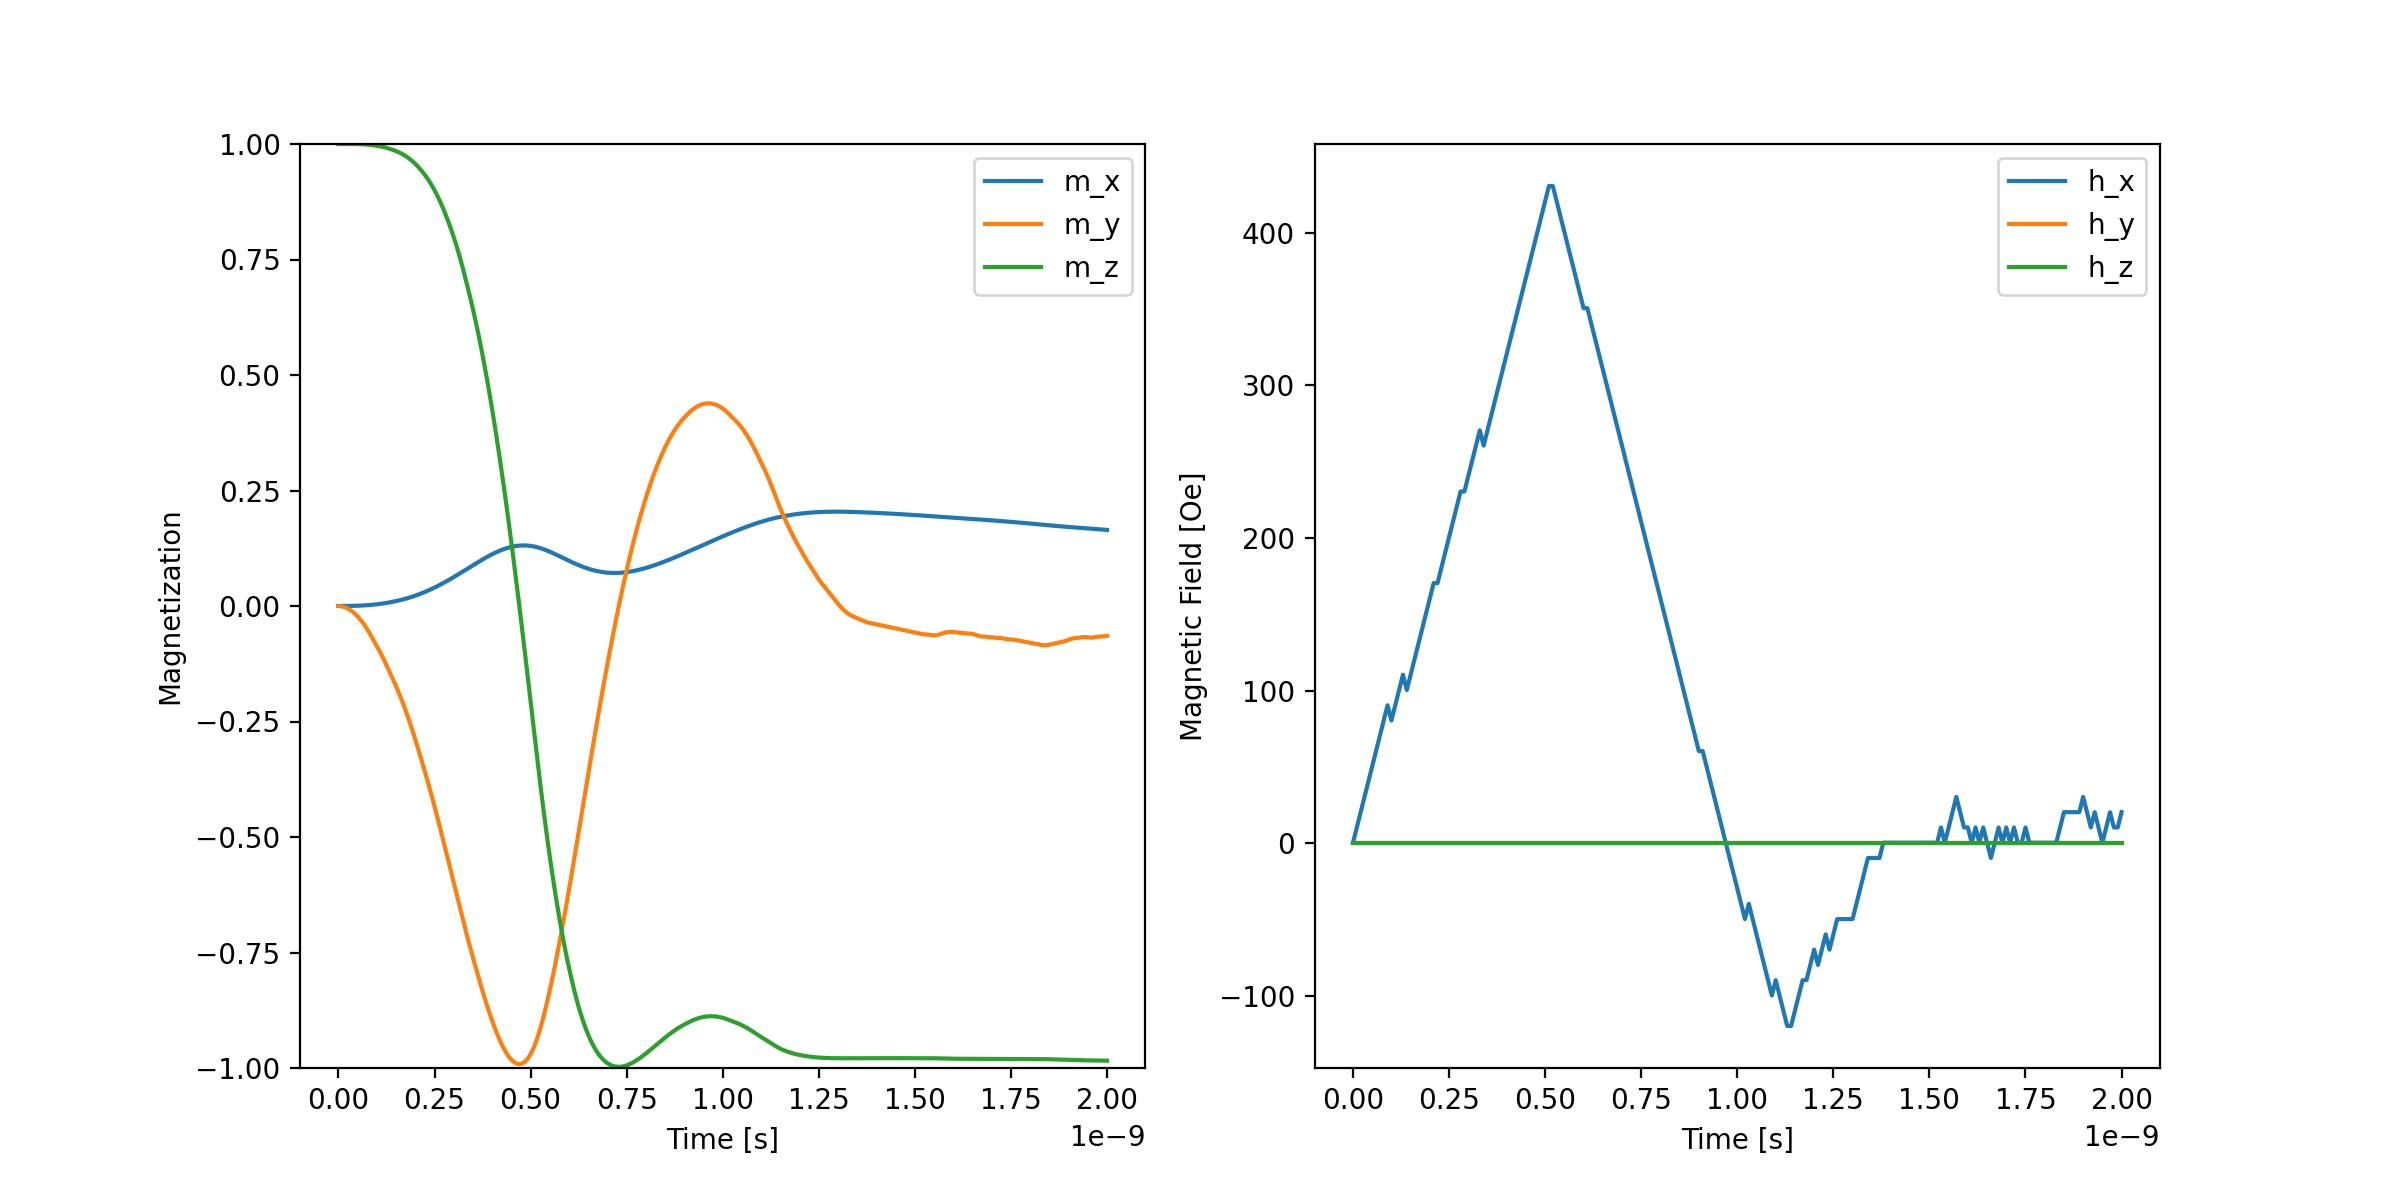 1.00
0.75
0.50
0.25
0.00
−0.25
−0.50
−0.75
−1.00
Magnetization
m_x
m_y
m_z
0.00 0.25 0.50 0.75 1.00 1.25 1.50 1.75 2.00
Time [s]
1e−9
400
300
200
100
0
−100
Magnetic Field [Oe]
h_x
h_y
h_z
0.00 0.25 0.50 0.75 1.00 1.25 1.50 1.75 2.00
Time [s]
1e−9